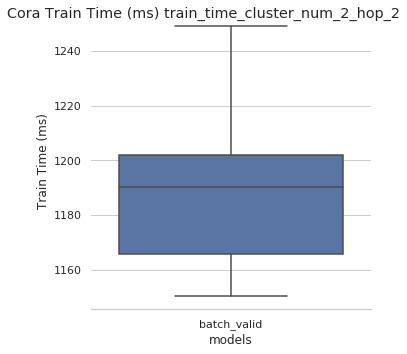 Cora Train Time (ms) train_time_cluster_num_2_hop_2
1240
1220
1200
1180
1160
Train Time (ms)
batch_valid
models